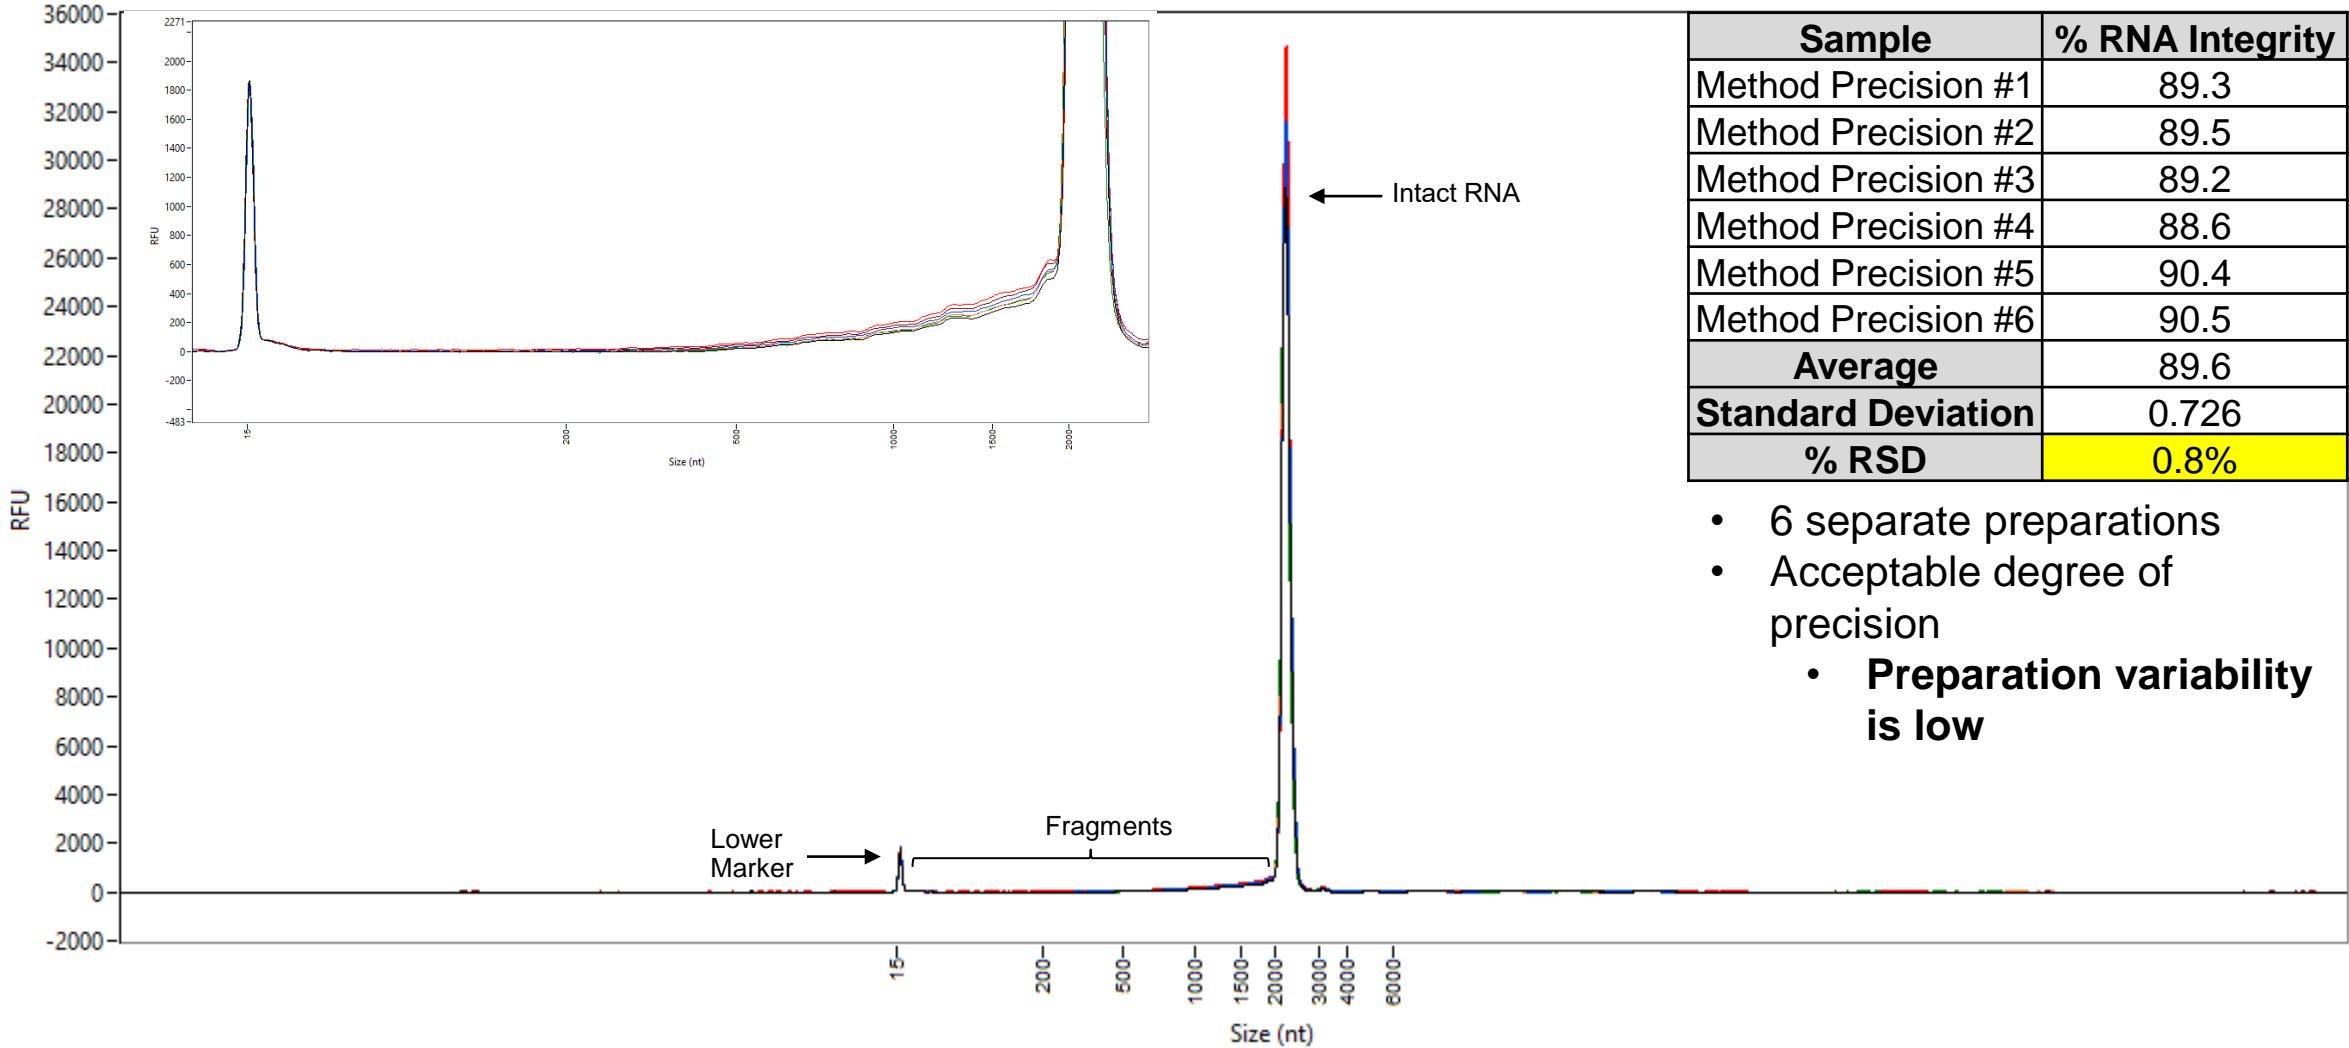 36000
34000
32000
30000
28000
26000
24000
22000
20000
18000
16000
14000
12000
10000
8000
6000
4000
2000
0
-2000
RFU
15
200
500
1000
1500
2000
3000
4000
6000
Size (nt)
2271
2000
1800
1600
1400
1200
1000
800
600
400
200
0
-200
-483
RFU
15
200
500
1000
1500
2000
Size (nt)
Intact RNA
Lower
Marker
Fragments
Sample % RNA Integrity
Method Precision #1 89.3
Method Precision #2 89.5
Method Precision #3 89.2
Method Precision #4 88.6
Method Precision #5 90.4
Method Precision #6 90.5
Average 89.6
Standard Deviation 0.726
% RSD 0.8%
• 6 separate preparations
• Acceptable degree of
precision
• Preparation variability
is low